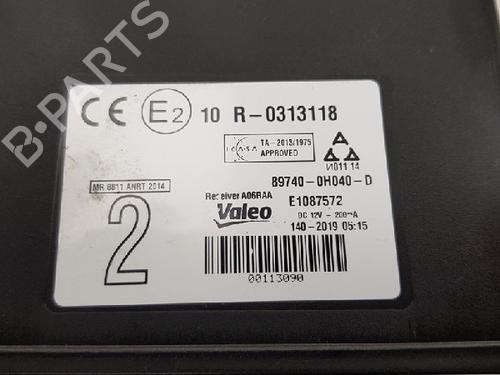 B-PARTS
CE E2 10 R-0313118
ICASA TA-2013/1975
APPROVED
A
И011 14
89740-0H040-D
MR 8811 ANRT 2014
Receiver A06RAA E1087572
Valeo DC 12V - 200mA
140-2019 05:15
2
00113090